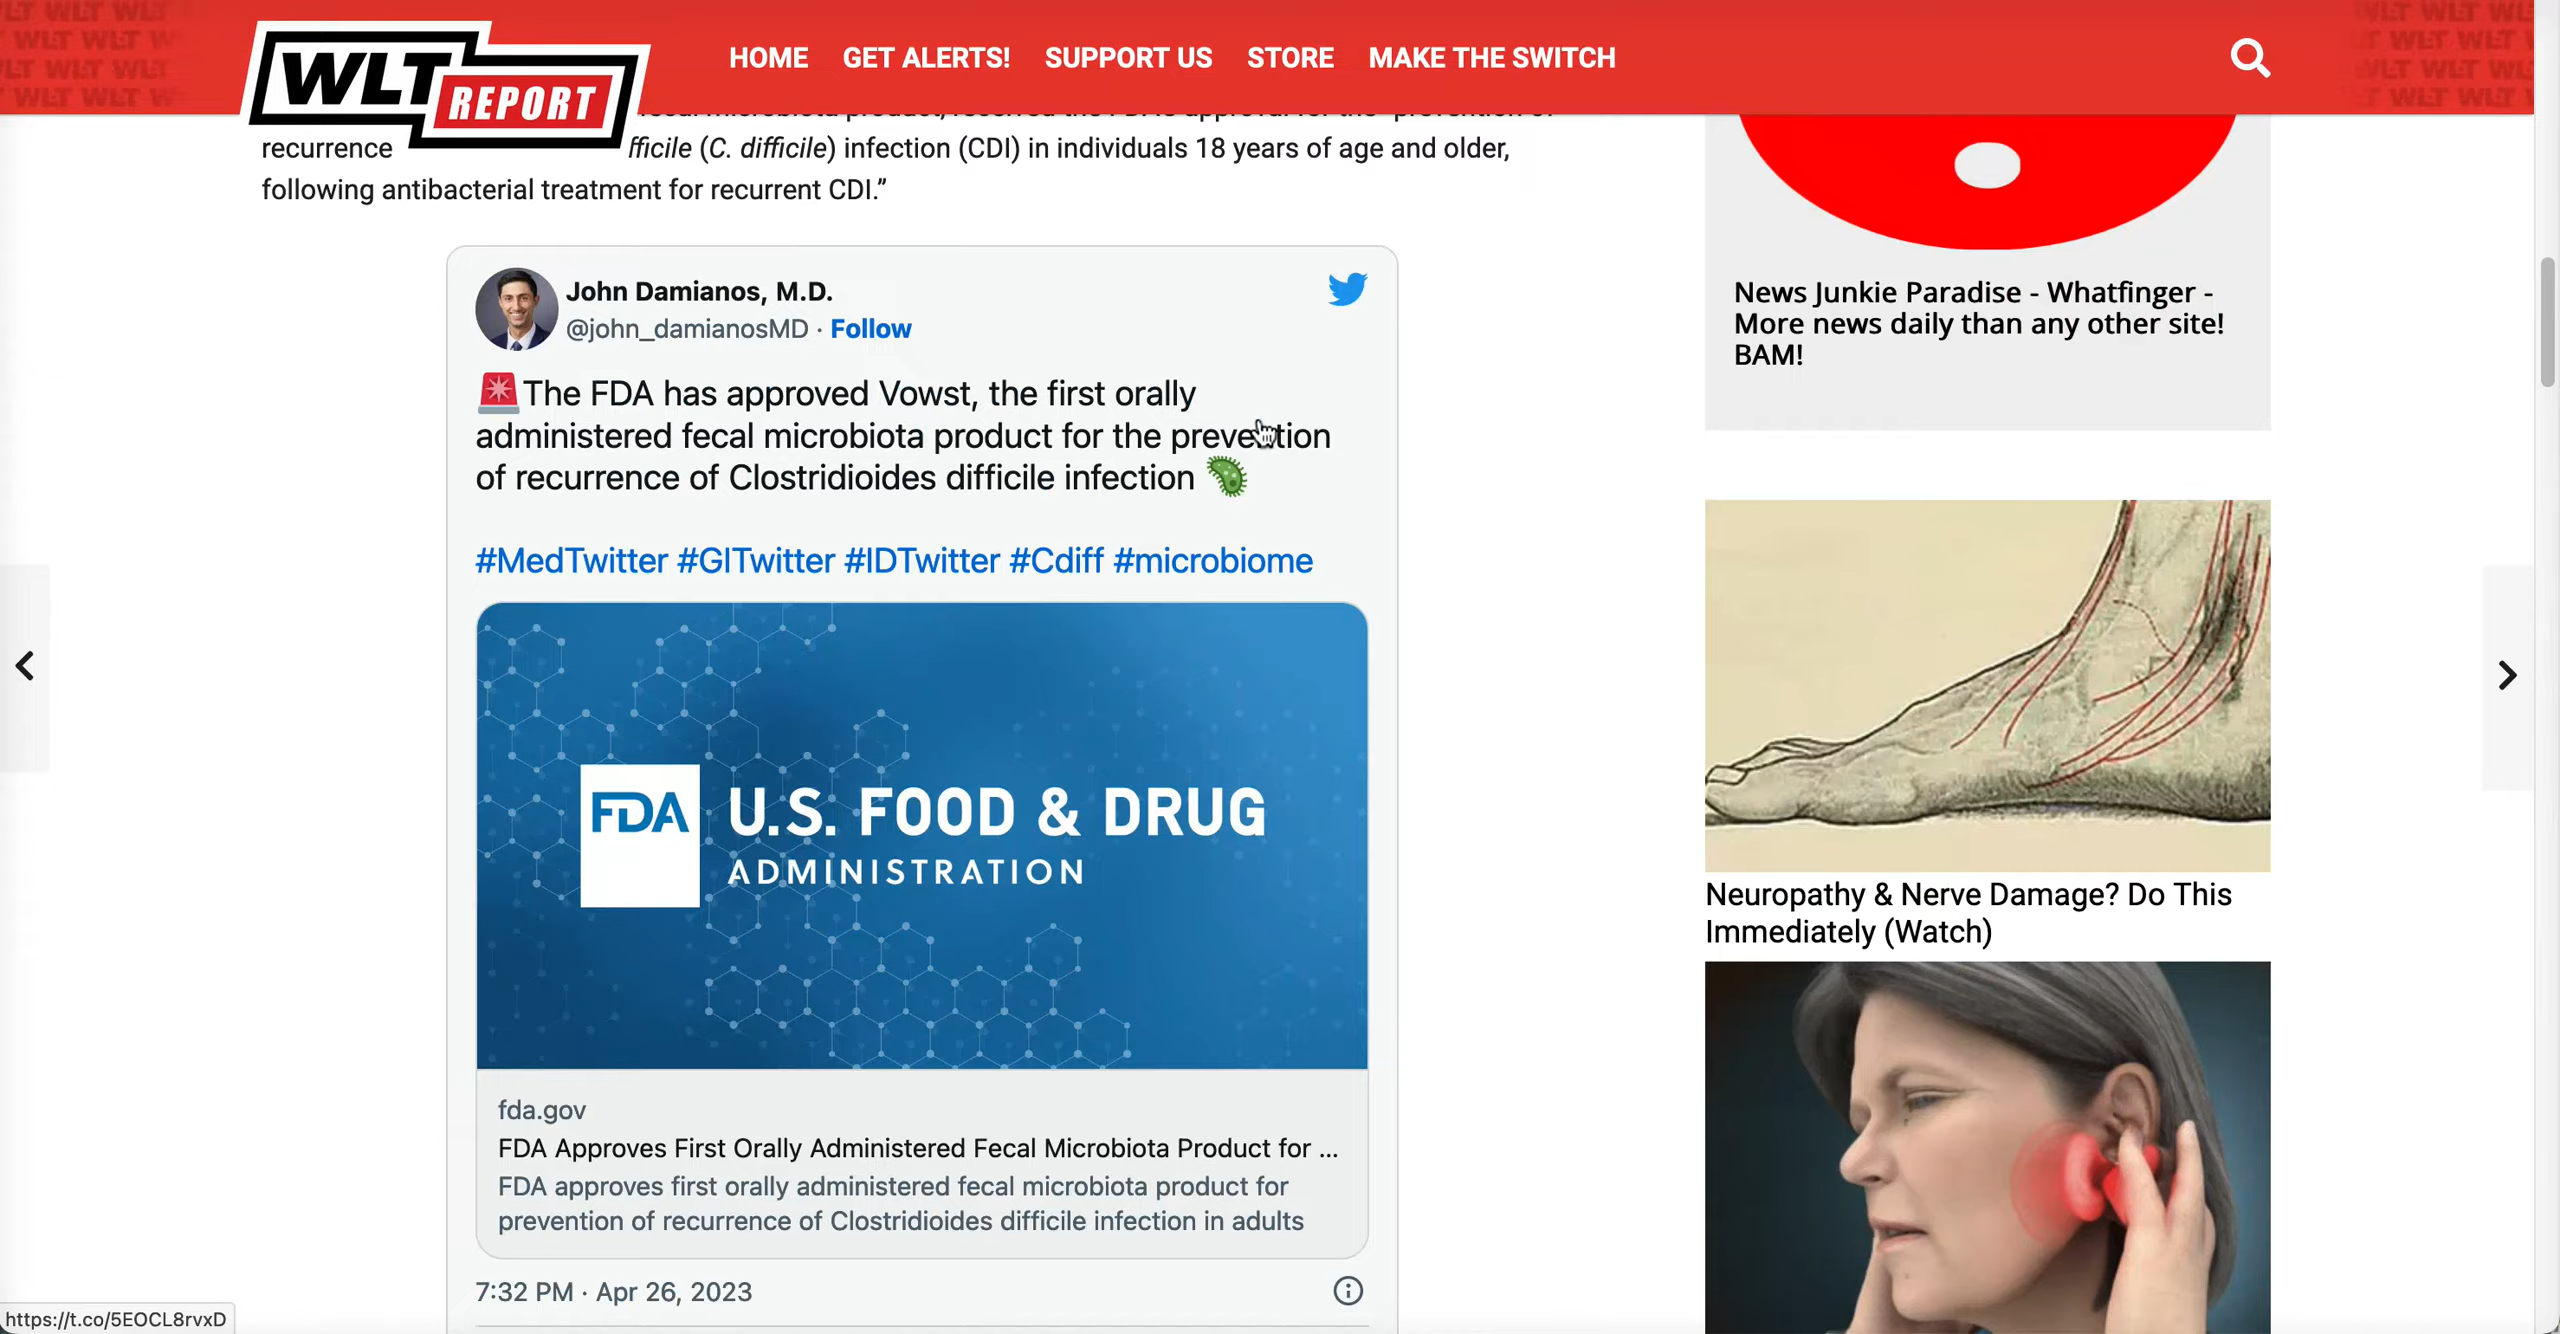 WLT REPORT
HOME GET ALERTS! SUPPORT US STORE MAKE THE SWITCH
recurrence fficile (C. difficile) infection (CDI) in individuals 18 years of age and older,
following antibacterial treatment for recurrent CDI.”
John Damianos, M.D.
@john_damianosMD · Follow
🚨The FDA has approved Vowst, the first orally
administered fecal microbiota product for the prevention
of recurrence of Clostridioides difficile infection 🦠
#MedTwitter #GITwitter #IDTwitter #Cdiff #microbiome
FDA U.S. FOOD & DRUG
ADMINISTRATION
fda.gov
FDA Approves First Orally Administered Fecal Microbiota Product for ...
FDA approves first orally administered fecal microbiota product for
prevention of recurrence of Clostridioides difficile infection in adults
7:32 PM · Apr 26, 2023
News Junkie Paradise - Whatfinger -
More news daily than any other site!
BAM!
Neuropathy & Nerve Damage? Do This
Immediately (Watch)
https://t.co/5EOCL8rvxD